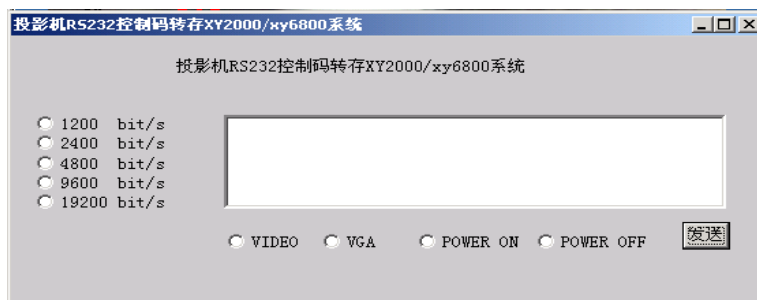 投影机RS232控制码转存XY2000/xy6800系统
投影机RS232控制码转存XY2000/xy6800系统
1200 bit/s
2400 bit/s
4800 bit/s
9600 bit/s
19200 bit/s
VIDEO VGA POWER ON POWER OFF 发送